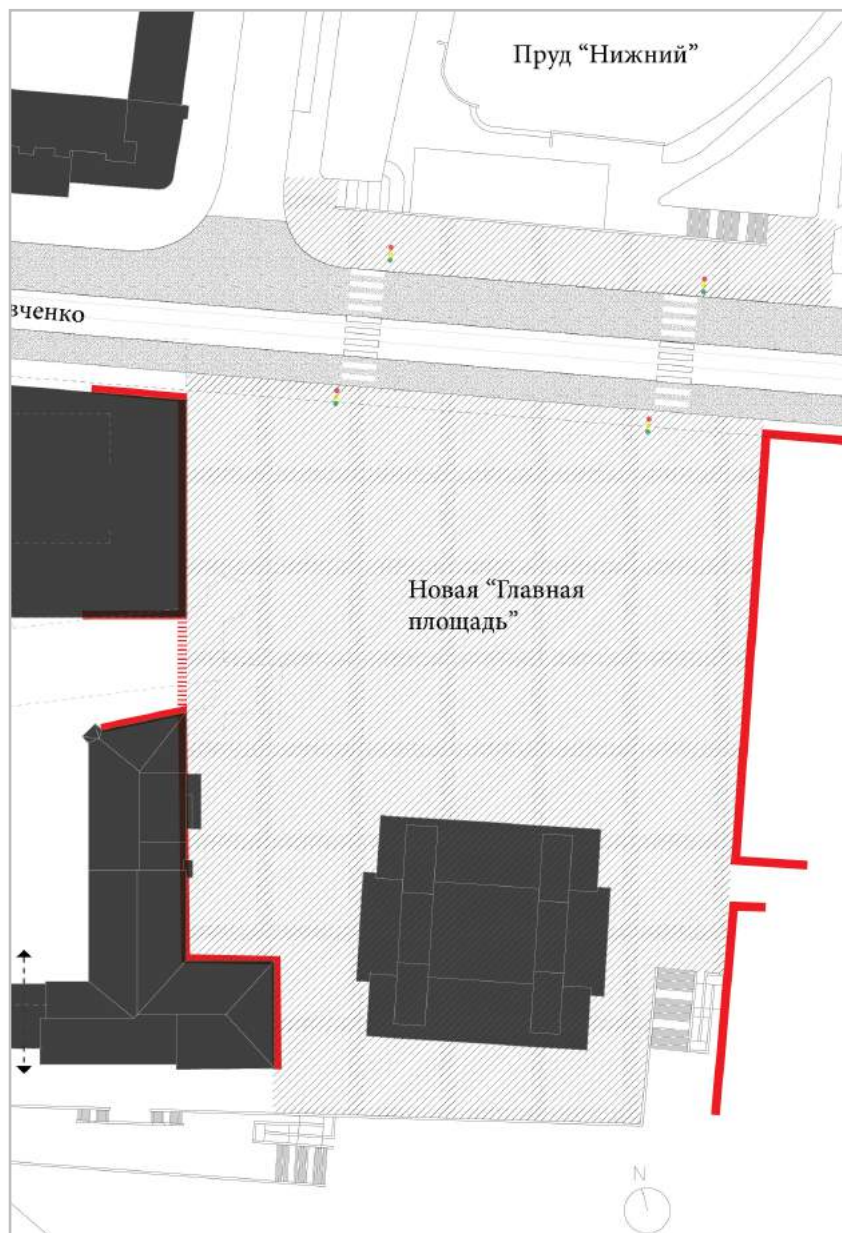 Пруд “Нижний”
вченко
Новая “Главная
площадь”
N